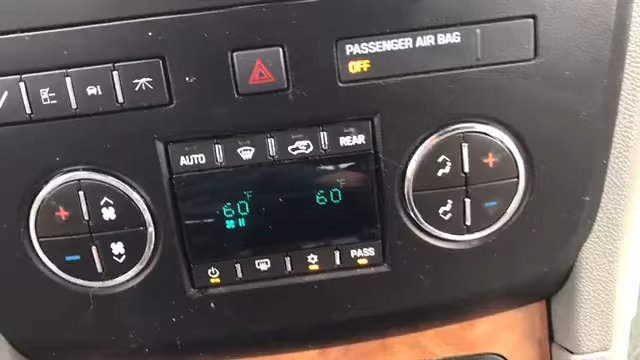 PASSENGER AIR BAG
OFF
AUTO
REAR
60°F
60°F
PASS